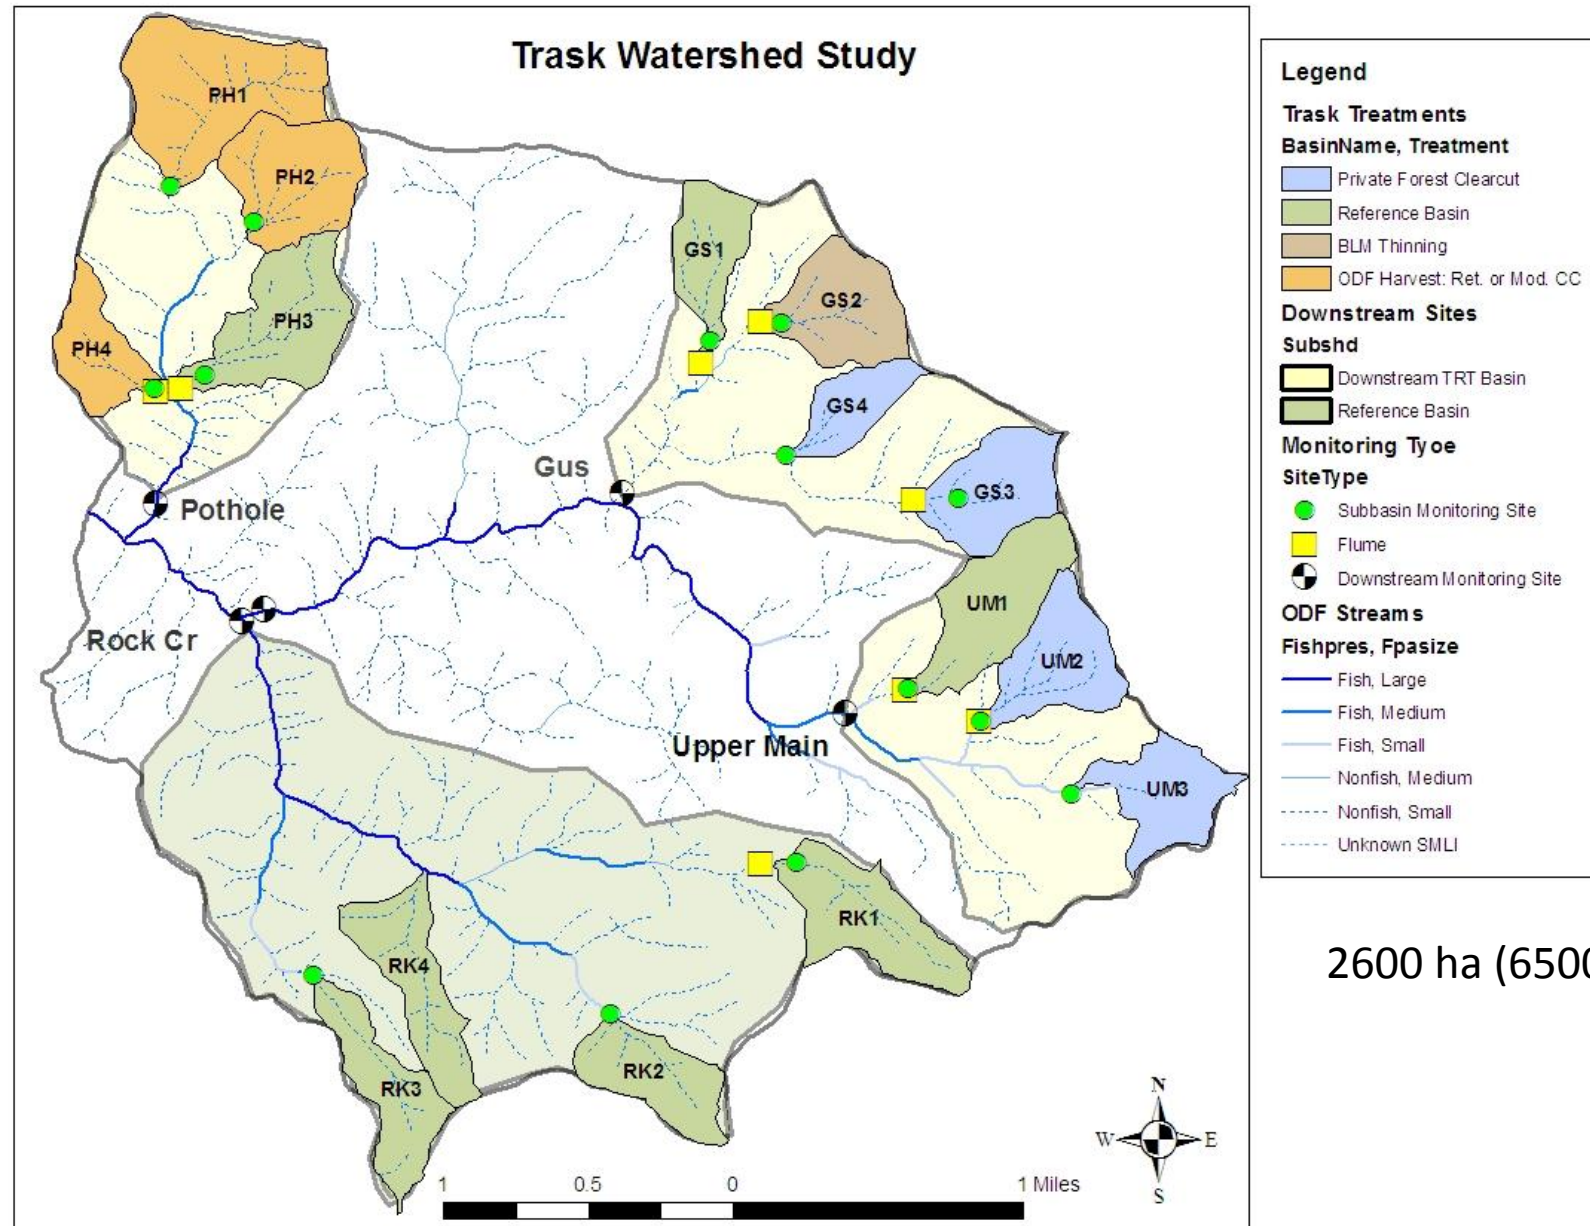 Trask Watershed Study
PH1
PH2
PH3
PH4
GS1
GS2
GS4
GS3
Gus
Pothole
Rock Cr
UM1
UM2
UM3
Upper Main
RK1
RK4
RK2
RK3
N
W E
S
1 0.5 0 1 Miles
Legend
Trask Treatments
BasinName, Treatment
Private Forest Clearcut
Reference Basin
BLM Thinning
ODF Harvest: Ret. or Mod. CC
Downstream Sites
Subshd
Downstream TRT Basin
Reference Basin
Monitoring Tyoe
SiteType
Subbasin Monitoring Site
Flume
Downstream Monitoring Site
ODF Streams
Fishpres, Fpasize
Fish, Large
Fish, Medium
Fish, Small
Nonfish, Medium
Nonfish, Small
Unknown SMLI
2600 ha (6500